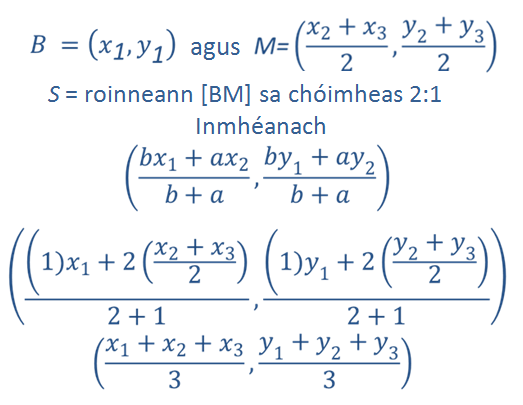 B = (x₁, y₁) agus M= ((x₂ + x₃)/2, (y₂ + y₃)/2)
S = roinneann [BM] sa chóimheas 2:1
Inmhéanach
((bx₁ + ax₂)/(b + a), (by₁ + ay₂)/(b + a))
(((1)x₁ + 2((x₂ + x₃)/2))/(2 + 1), ((1)y₁ + 2((y₂ + y₃)/2))/(2 + 1))
((x₁ + x₂ + x₃)/3, (y₁ + y₂ + y₃)/3)